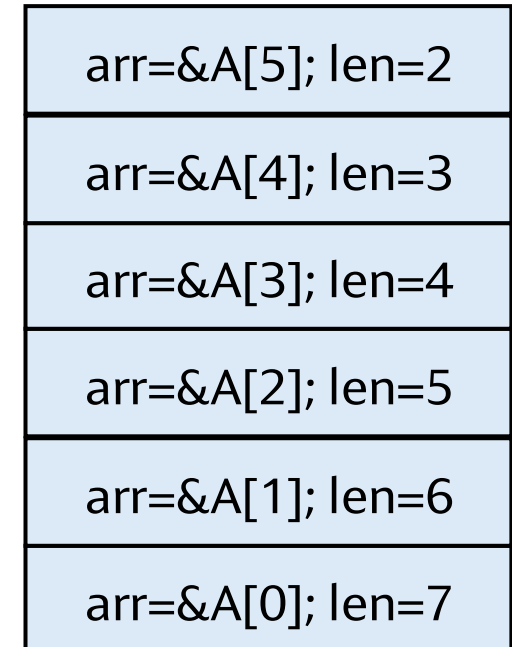 arr=&A[5]; len=2
arr=&A[4]; len=3
arr=&A[3]; len=4
arr=&A[2]; len=5
arr=&A[1]; len=6
arr=&A[0]; len=7